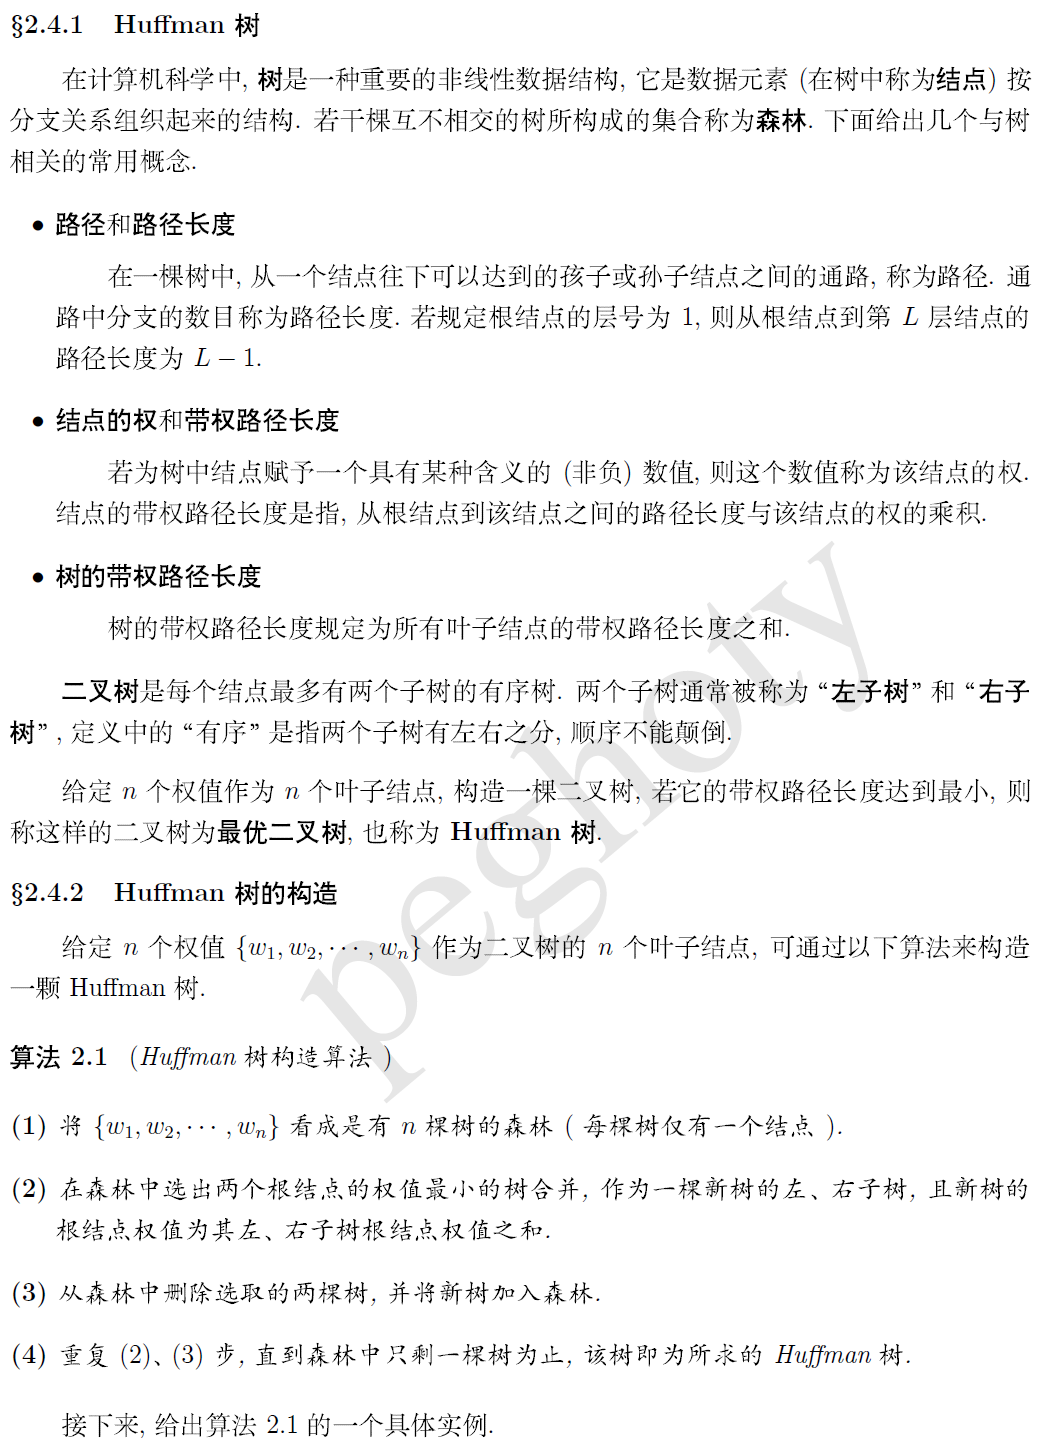 §2.4.1 Huffman 树
在计算机科学中, 树是一种重要的非线性数据结构, 它是数据元素 (在树中称为结点) 按
分支关系组织起来的结构. 若干棵互不相交的树所构成的集合称为森林. 下面给出几个与树
相关的常用概念.
• 路径和路径长度
在一棵树中, 从一个结点往下可以达到的孩子或孙子结点之间的通路, 称为路径. 通
路中分支的数目称为路径长度. 若规定根结点的层号为 1, 则从根结点到第 L 层结点的
路径长度为 L − 1.
• 结点的权和带权路径长度
若为树中结点赋予一个具有某种含义的 (非负) 数值, 则这个数值称为该结点的权.
结点的带权路径长度是指, 从根结点到该结点之间的路径长度与该结点的权的乘积.
• 树的带权路径长度
树的带权路径长度规定为所有叶子结点的带权路径长度之和.
二叉树是每个结点最多有两个子树的有序树. 两个子树通常被称为 “左子树” 和 “右子
树” , 定义中的 “有序” 是指两个子树有左右之分, 顺序不能颠倒.
给定 n 个权值作为 n 个叶子结点, 构造一棵二叉树, 若它的带权路径长度达到最小, 则
称这样的二叉树为最优二叉树, 也称为 Huffman 树.
§2.4.2 Huffman 树的构造
给定 n 个权值 {w₁, w₂, ⋯ , wₙ} 作为二叉树的 n 个叶子结点, 可通过以下算法来构造
一颗 Huffman 树.
算法 2.1 (Huffman 树构造算法 )
(1) 将 {w₁, w₂, ⋯ , wₙ} 看成是有 n 棵树的森林 ( 每棵树仅有一个结点 ).
(2) 在森林中选出两个根结点的权值最小的树合并, 作为一棵新树的左、右子树, 且新树的
根结点权值为其左、右子树根结点权值之和.
(3) 从森林中删除选取的两棵树, 并将新树加入森林.
(4) 重复 (2)、(3) 步, 直到森林中只剩一棵树为止, 该树即为所求的 Huffman 树.
接下来, 给出算法 2.1 的一个具体实例.
peghoty